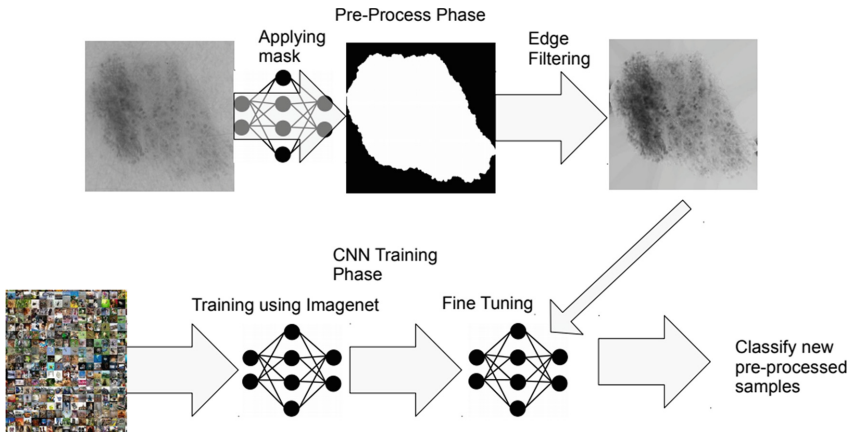 Pre-Process Phase
Applying
mask
Edge
Filtering
CNN Training
Phase
Training using Imagenet
Fine Tuning
Classify new
pre-processed
samples